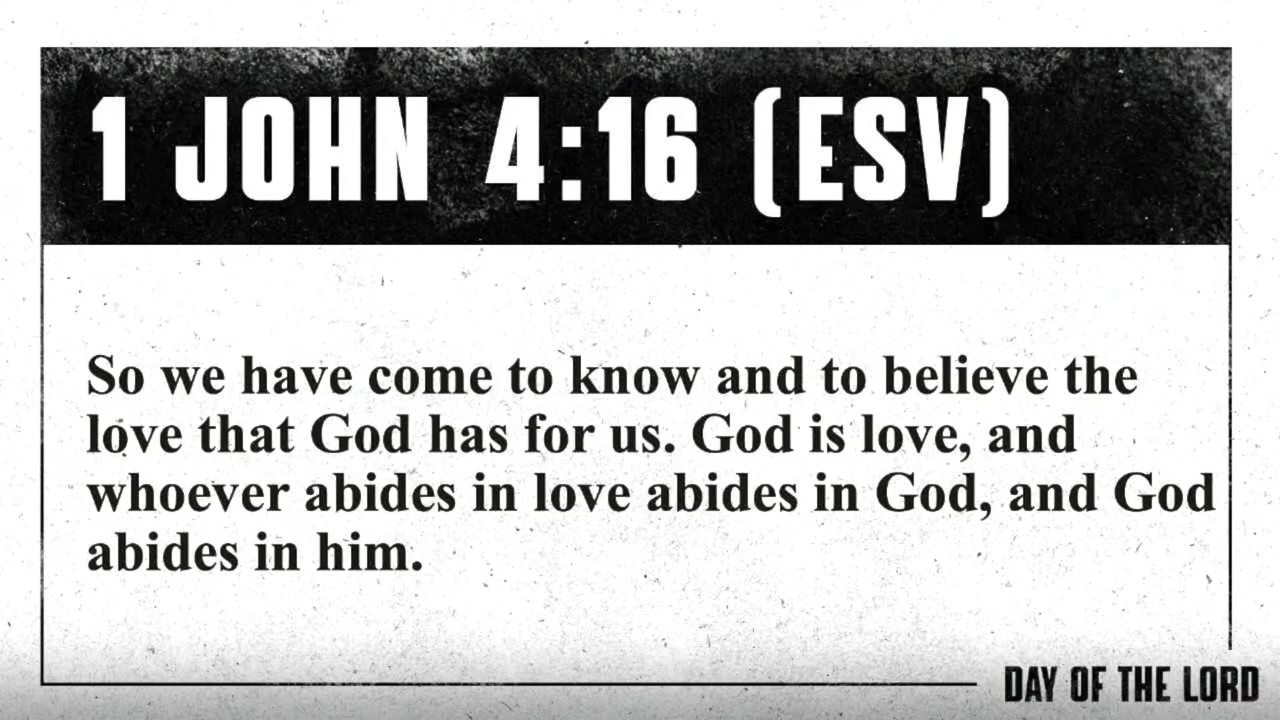 1 JOHN 4:16 (ESV)
So we have come to know and to believe the
love that God has for us. God is love, and
whoever abides in love abides in God, and God
abides in him.
DAY OF THE LORD